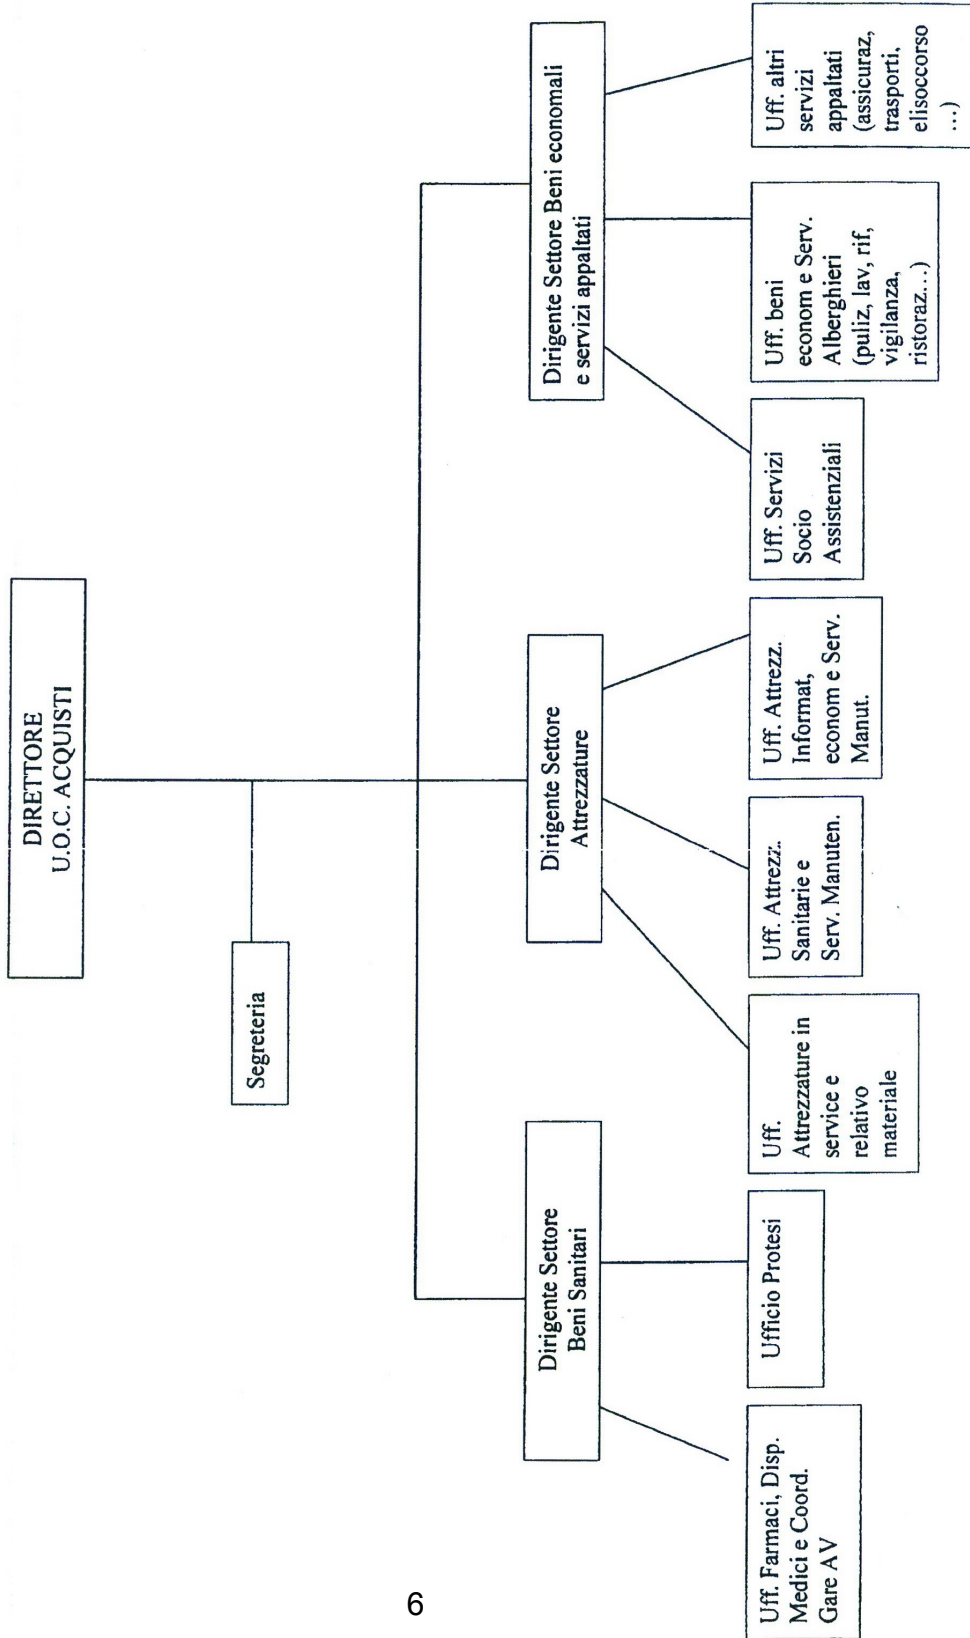 DIRETTORE
U.O.C. ACQUISTI
Segreteria
Dirigente Settore
Beni Sanitari
Dirigente Settore
Attrezzature
Dirigente Settore Beni economali
e servizi appaltati
Uff. Farmaci, Disp.
Medici e Coord.
Gare AV
Ufficio Protesi
Uff.
Attrezzature in
service e
relativo
materiale
Uff. Attrezz.
Sanitarie e
Serv. Manuten.
Uff. Attrezz.
Informat,
econom e Serv.
Manut.
Uff. Servizi
Socio
Assistenziali
Uff. beni
econom e Serv.
Alberghieri
(puliz, lav, rif,
vigilanza,
ristoraz...)
Uff. altri
servizi
appaltati
(assicuraz,
trasporti,
elisoccorso
...)
6